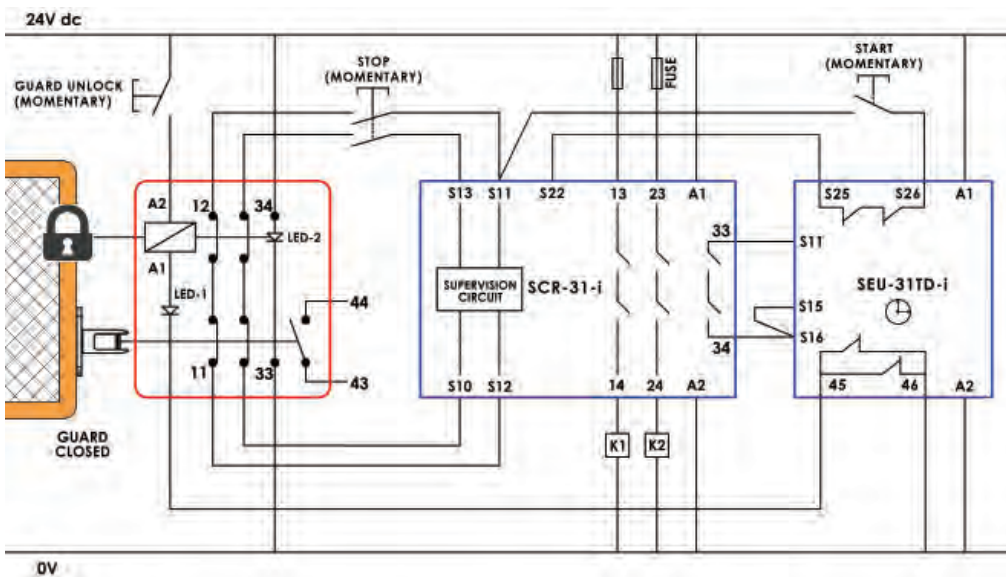 24V dc
GUARD UNLOCK
(MOMENTARY)
STOP
(MOMENTARY)
FUSE
START
(MOMENTARY)
A2
12
34
LED-2
A1
LED-1
44
11
33
43
GUARD
CLOSED
S13
S11
S22
13
23
A1
33
SUPERVISION
CIRCUIT
SCR-31-i
34
S10
S12
14
24
A2
K1
K2
S25
S26
A1
S11
SEU-31TD-i
S15
S16
45
46
A2
0V